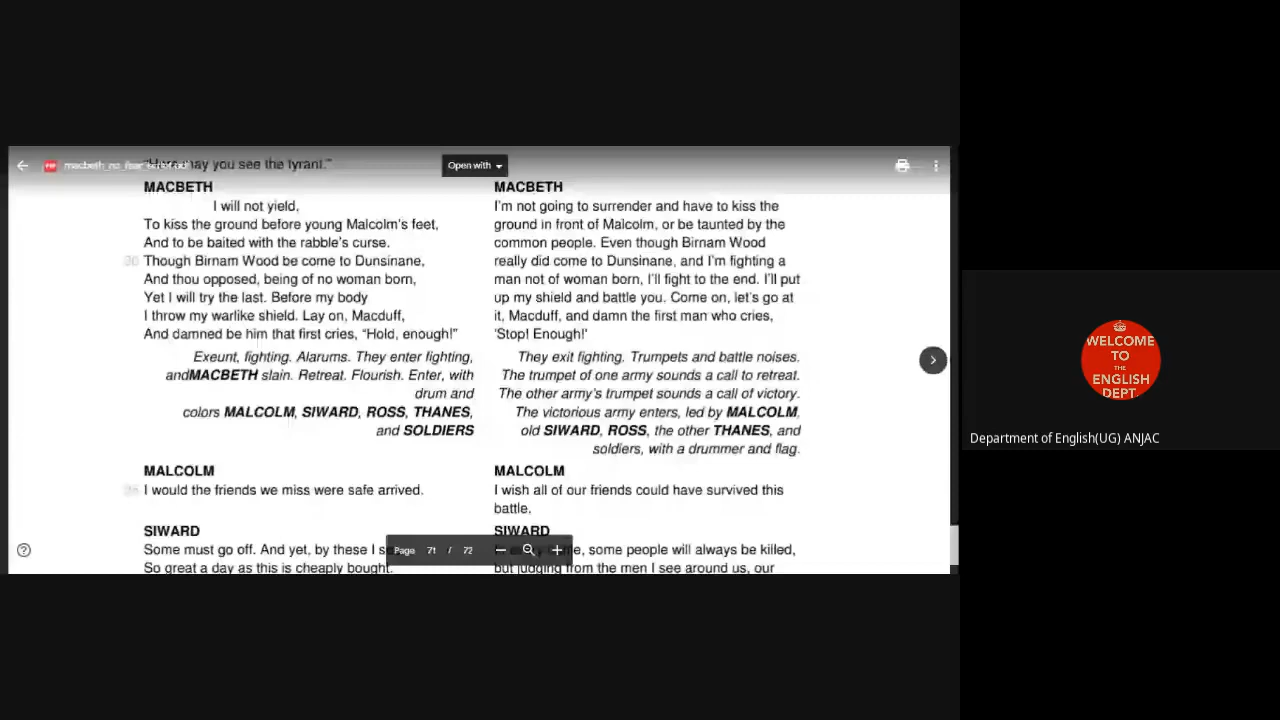 "Here may you see the tyrant."
Open with
MACBETH
I will not yield,
To kiss the ground before young Malcolm's feet,
And to be baited with the rabble's curse.
30 Though Birnam Wood be come to Dunsinane,
And thou opposed, being of no woman born,
Yet I will try the last. Before my body
I throw my warlike shield. Lay on, Macduff,
And damned be him that first cries, "Hold, enough!"
Exeunt, fighting. Alarums. They enter fighting,
andMACBETH slain. Retreat. Flourish. Enter, with
drum and
colors MALCOLM, SIWARD, ROSS, THANES,
and SOLDIERS
MALCOLM
I would the friends we miss were safe arrived.
SIWARD
Some must go off. And yet, by these I
So great a day as this is cheaply bought.
MACBETH
I'm not going to surrender and have to kiss the
ground in front of Malcolm, or be taunted by the
common people. Even though Birnam Wood
really did come to Dunsinane, and I'm fighting a
man not of woman born, I'll fight to the end. I'll put
up my shield and battle you. Come on, let's go at
it, Macduff, and damn the first man who cries,
'Stop! Enough!'
They exit fighting. Trumpets and battle noises.
The trumpet of one army sounds a call to retreat.
The other army's trumpet sounds a call of victory.
The victorious army enters, led by MALCOLM,
old SIWARD, ROSS, the other THANES, and
soldiers, with a drummer and flag.
MALCOLM
I wish all of our friends could have survived this
battle.
SIWARD
some people will always be killed,
but judging from the men I see around us, our
Page 71 / 72
WELCOME
TO
THE
ENGLISH
DEPT.
Department of English(UG) ANJAC